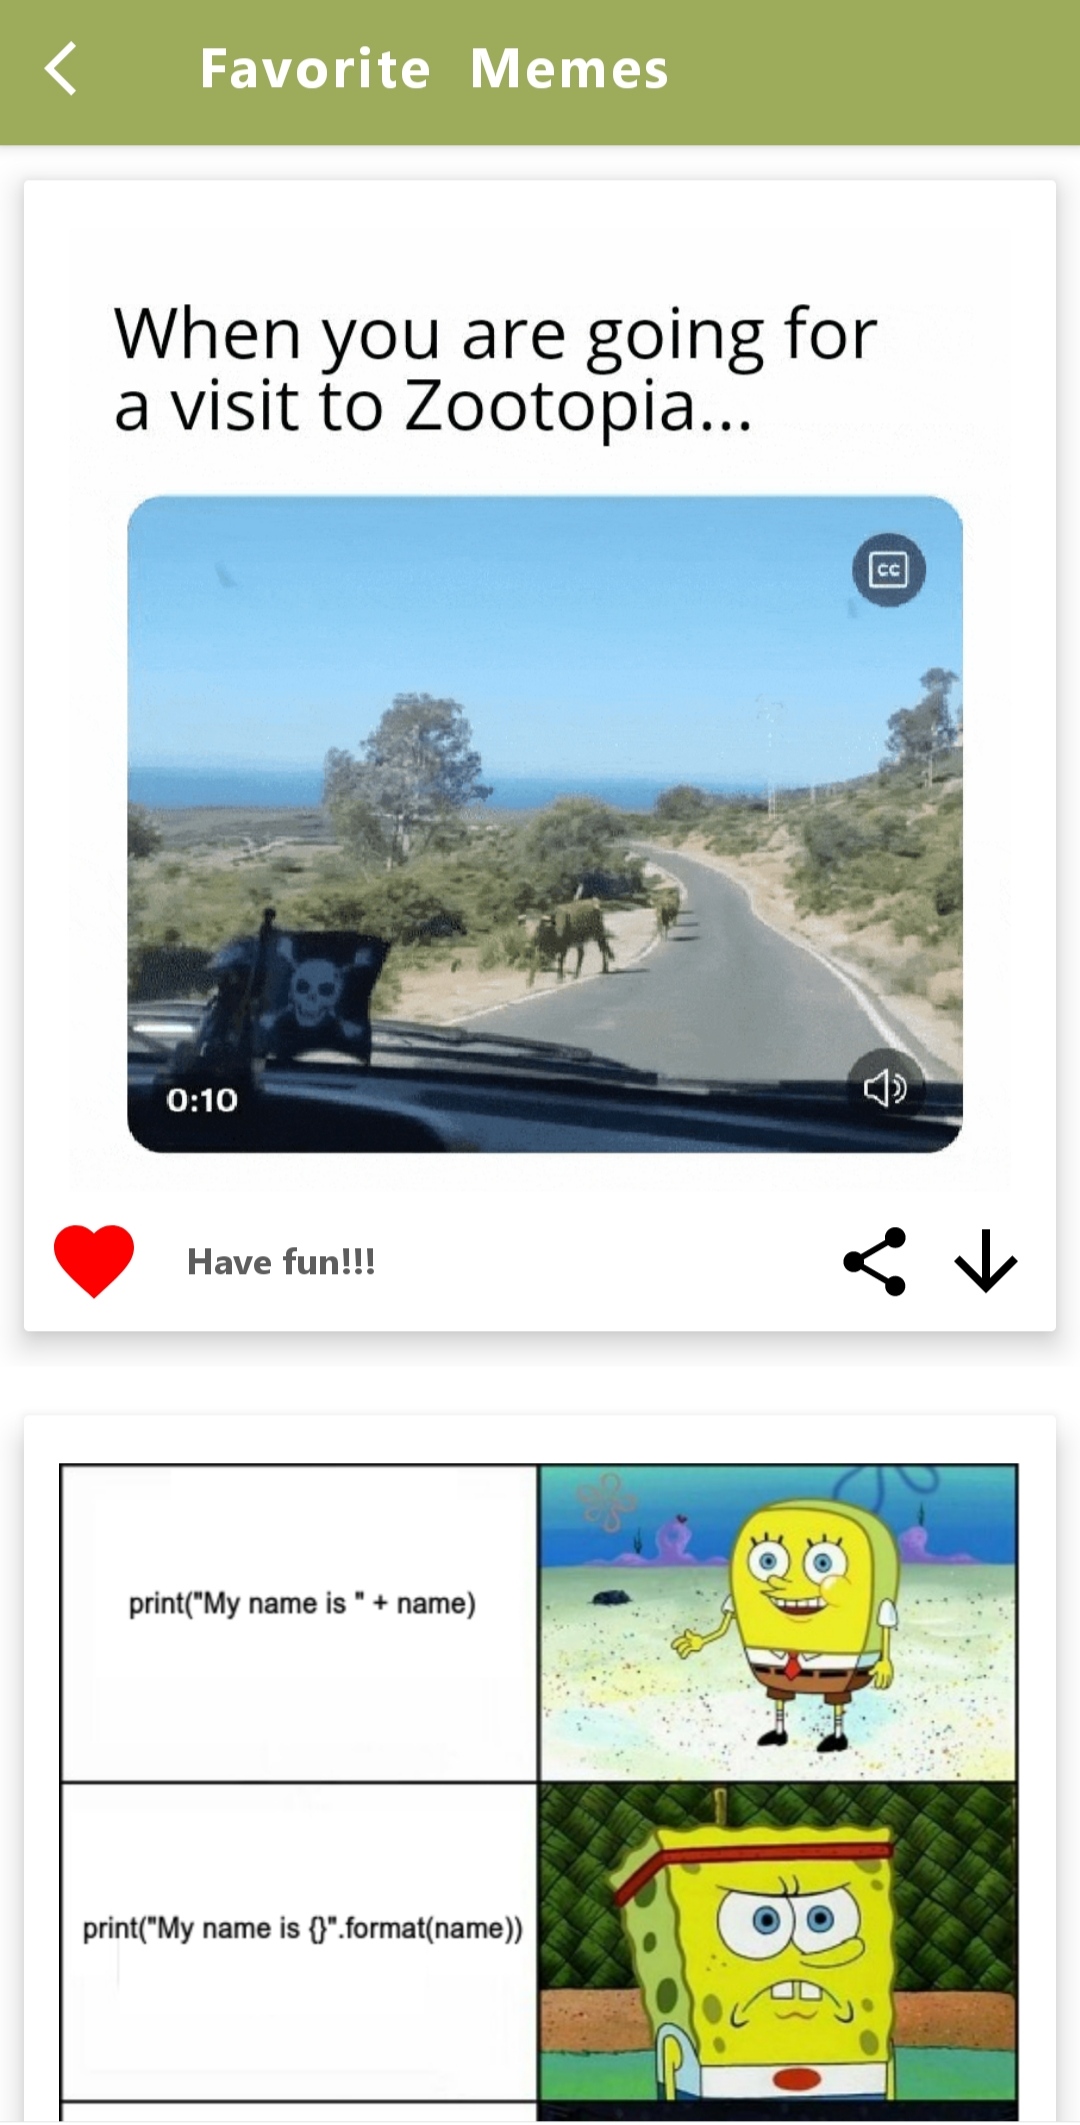 Favorite Memes
When you are going for
a visit to Zootopia...
CC
0:10
Have fun!!!
print("My name is " + name)
print("My name is {}".format(name))